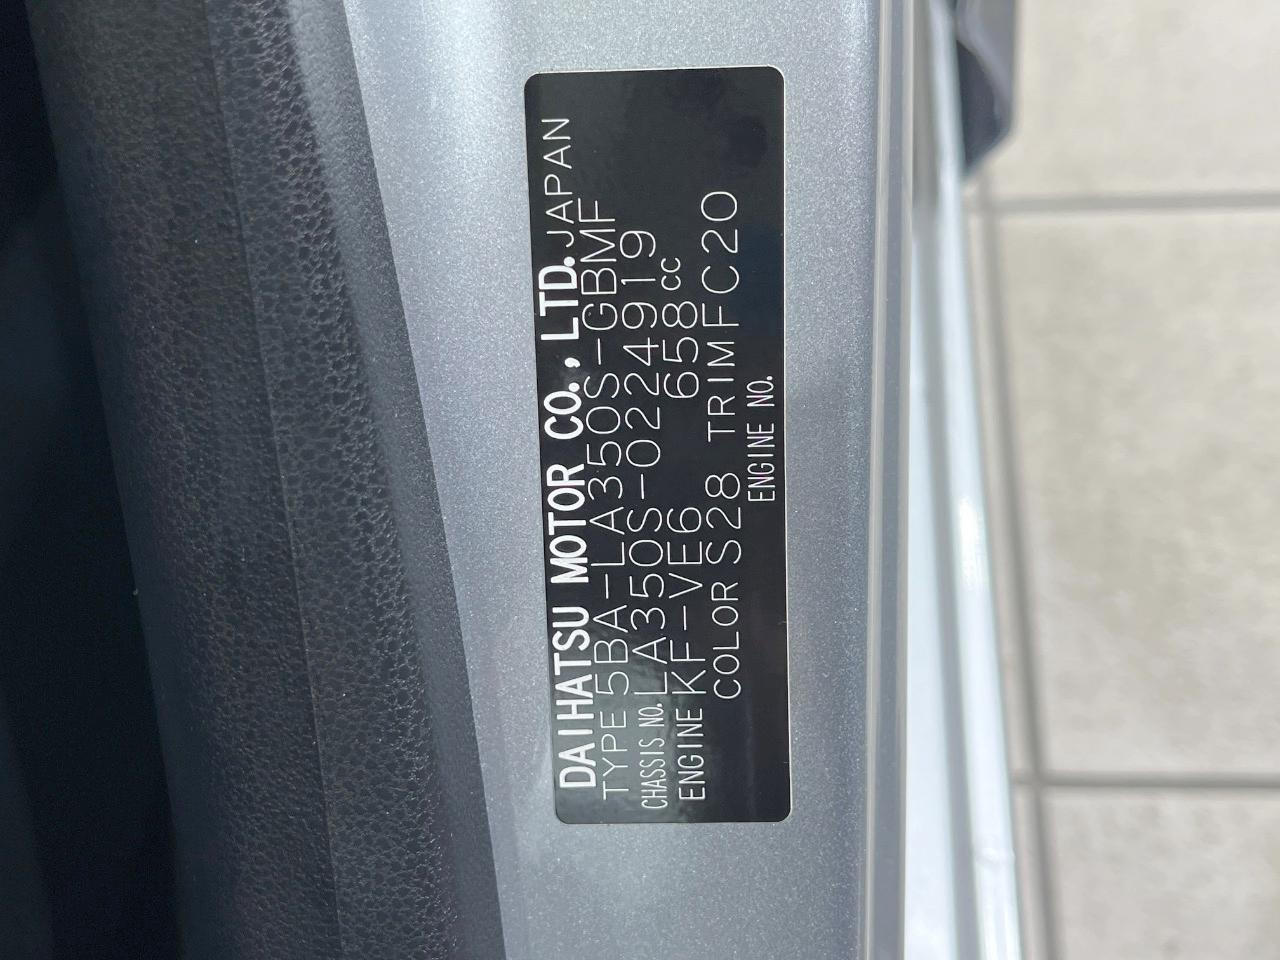 DAIHATSU MOTOR CO., LTD. JAPAN
TYPE 5BA-LA350S-GBMF
CHASSIS NO. LA350S-0224919
ENGINE KF-VE6 658cc
COLOR S28 TRIM FC20
ENGINE NO.